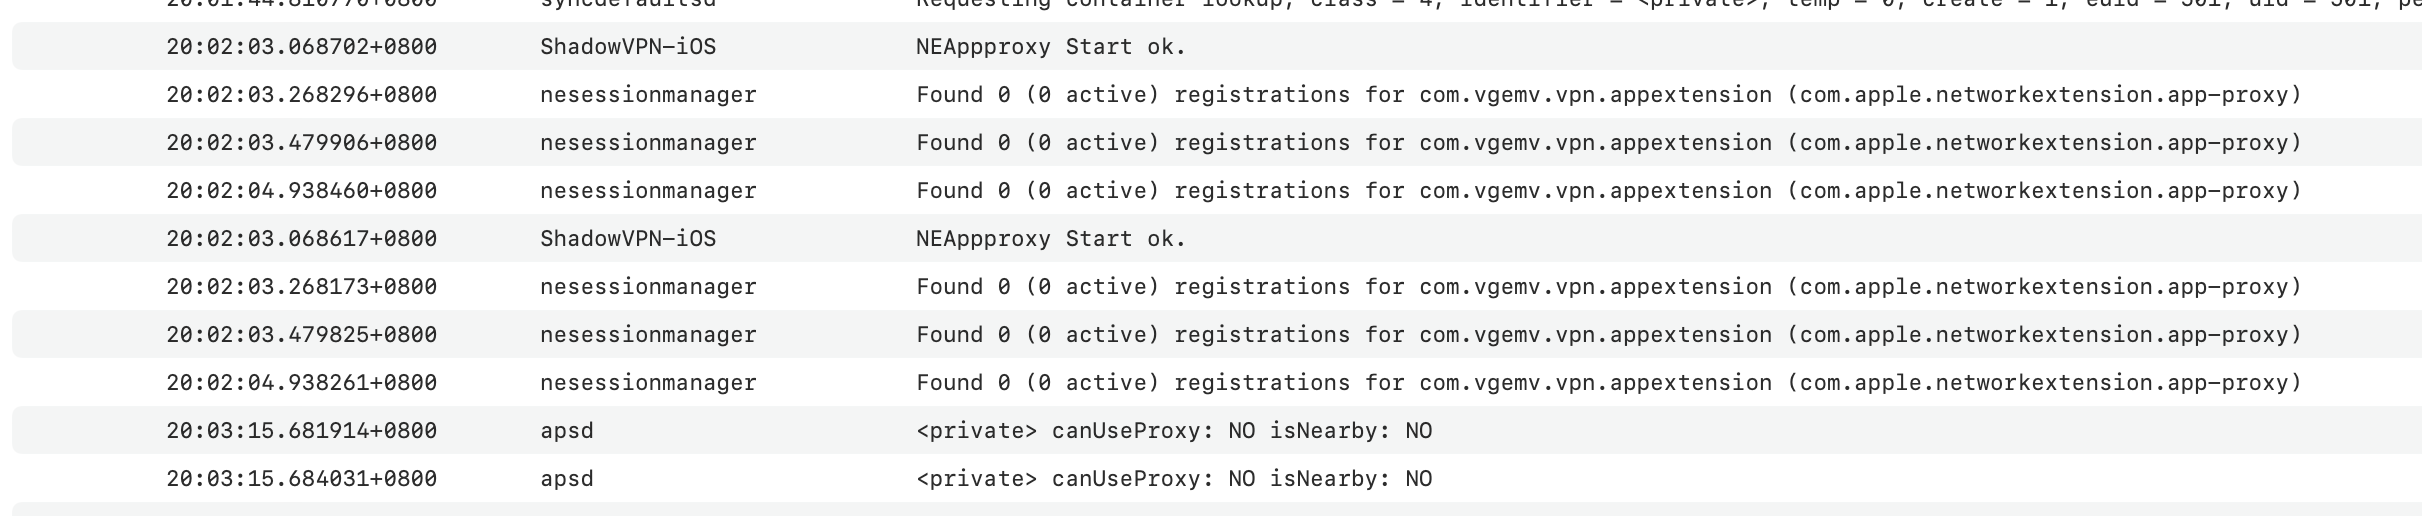 20:01:44.810770+0800 syncdefaultsd Requesting container lookup; class = 4, identifier = <private>, temp = 0, create = 1, euid = 501, uid = 501,
20:02:03.068702+0800 ShadowVPN-iOS NEAppproxy Start ok.
20:02:03.268296+0800 nesessionmanager Found 0 (0 active) registrations for com.vgemv.vpn.appextension (com.apple.networkextension.app-proxy)
20:02:03.479906+0800 nesessionmanager Found 0 (0 active) registrations for com.vgemv.vpn.appextension (com.apple.networkextension.app-proxy)
20:02:04.938460+0800 nesessionmanager Found 0 (0 active) registrations for com.vgemv.vpn.appextension (com.apple.networkextension.app-proxy)
20:02:03.068617+0800 ShadowVPN-iOS NEAppproxy Start ok.
20:02:03.268173+0800 nesessionmanager Found 0 (0 active) registrations for com.vgemv.vpn.appextension (com.apple.networkextension.app-proxy)
20:02:03.479825+0800 nesessionmanager Found 0 (0 active) registrations for com.vgemv.vpn.appextension (com.apple.networkextension.app-proxy)
20:02:04.938261+0800 nesessionmanager Found 0 (0 active) registrations for com.vgemv.vpn.appextension (com.apple.networkextension.app-proxy)
20:03:15.681914+0800 apsd <private> canUseProxy: NO isNearby: NO
20:03:15.684031+0800 apsd <private> canUseProxy: NO isNearby: NO